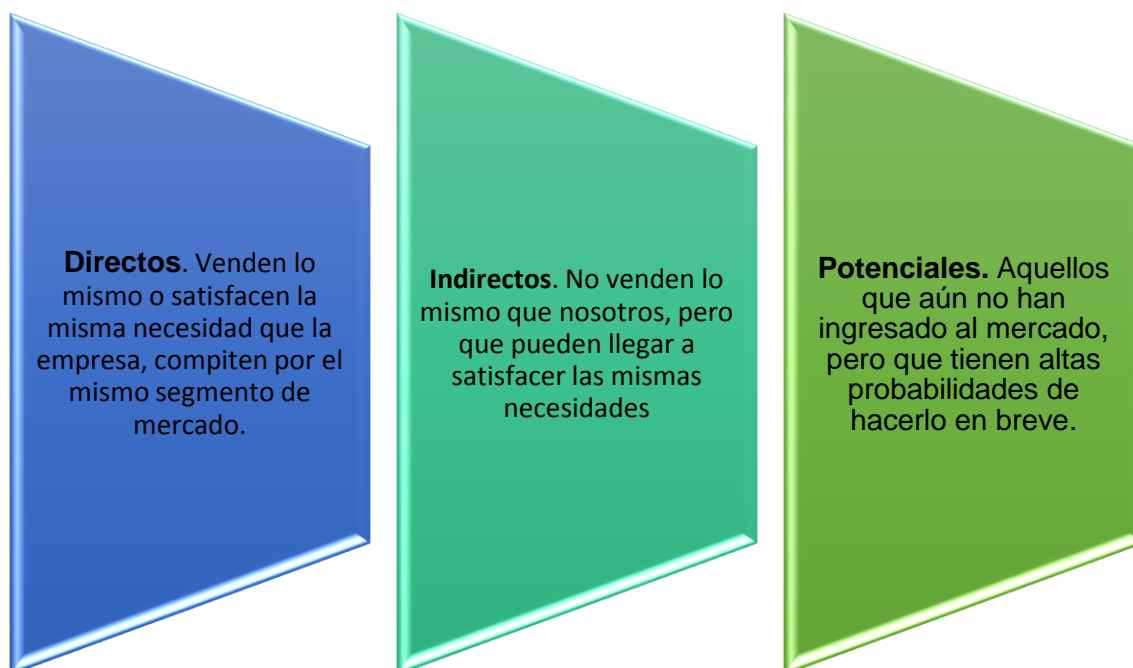 Directos. Venden lo
mismo o satisfacen la
misma necesidad que la
empresa, compiten por el
mismo segmento de
mercado.
Indirectos. No venden lo
mismo que nosotros, pero
que pueden llegar a
satisfacer las mismas
necesidades
Potenciales. Aquellos
que aún no han
ingresado al mercado,
pero que tienen altas
probabilidades de
hacerlo en breve.